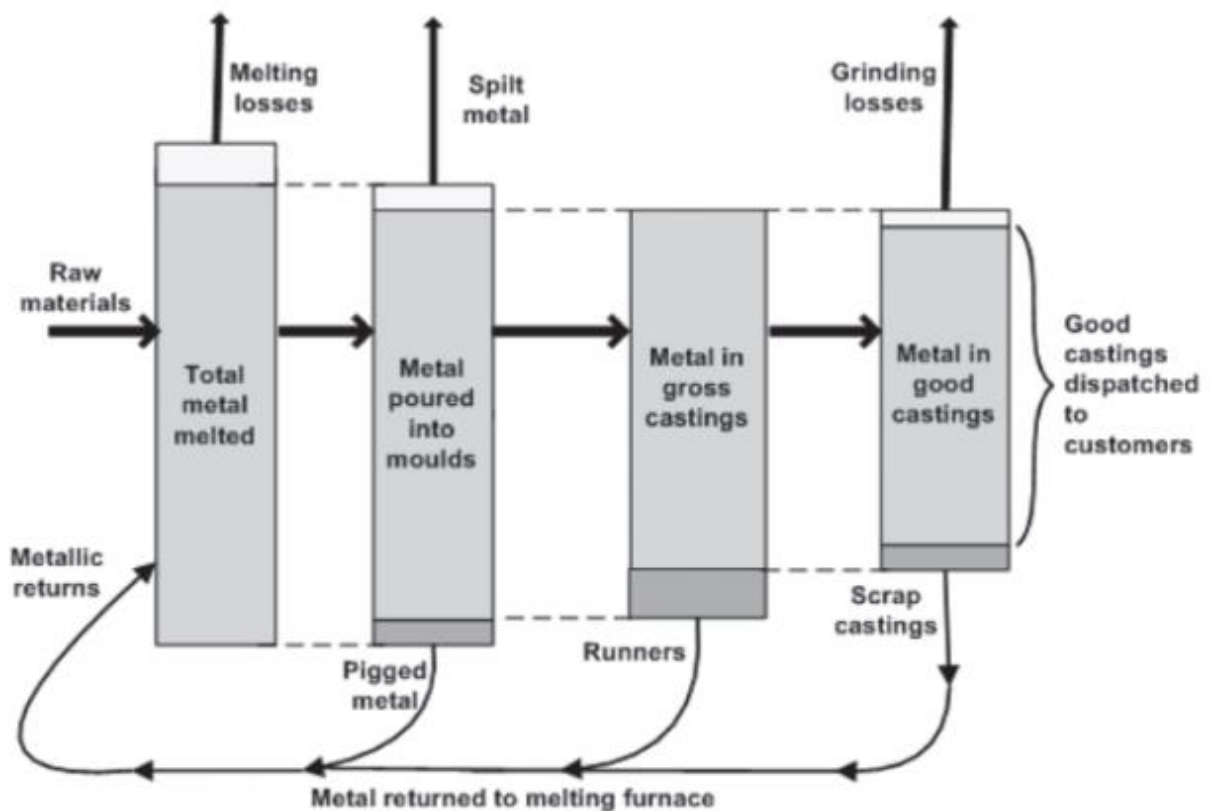 Melting
losses
Spilt
metal
Grinding
losses
Raw
materials
Total
metal
melted
Metal
poured
into
moulds
Metal in
gross
castings
Metal in
good
castings
Good
castings
dispatched
to
customers
Metallic
returns
Pigged
metal
Runners
Scrap
castings
Metal returned to melting furnace